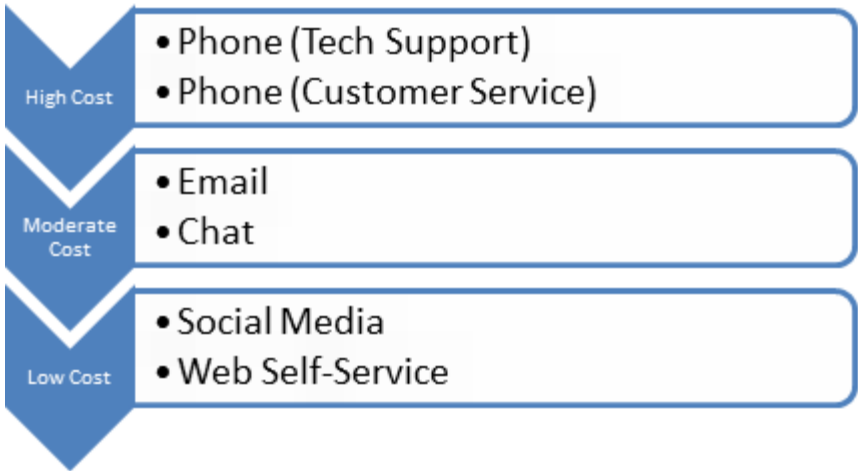 High Cost
• Phone (Tech Support)
• Phone (Customer Service)
Moderate
Cost
• Email
• Chat
Low Cost
• Social Media
• Web Self-Service